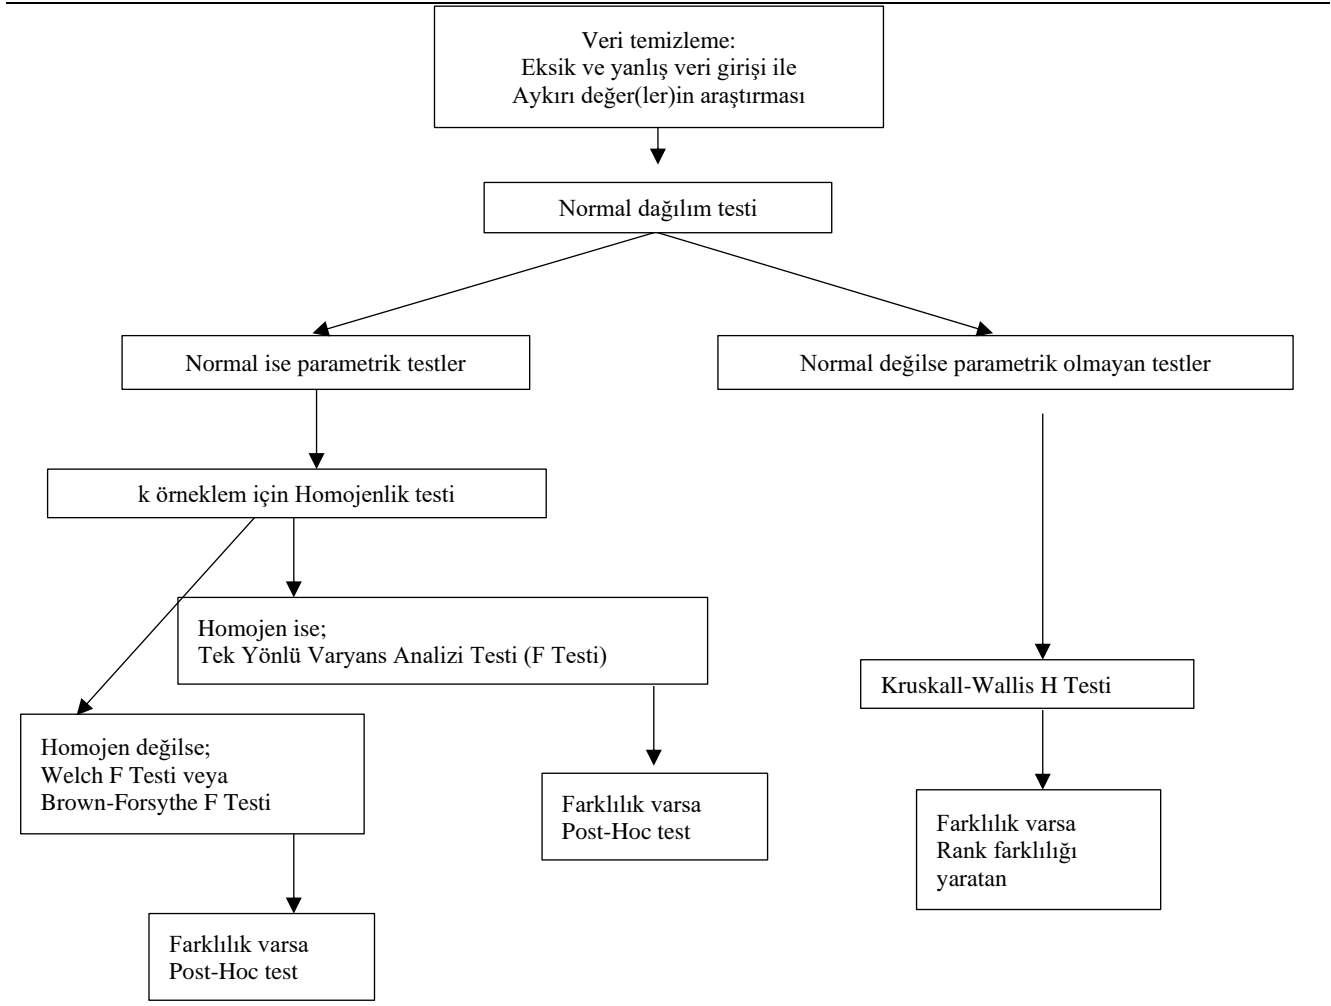 Veri temizleme:
Eksik ve yanlış veri girişi ile
Aykırı değer(ler)in araştırması
Normal dağılım testi
Normal ise parametrik testler
Normal değilse parametrik olmayan testler
k örneklem için Homojenlik testi
Homojen ise;
Tek Yönlü Varyans Analizi Testi (F Testi)
Kruskall-Wallis H Testi
Homojen değilse;
Welch F Testi veya
Brown-Forsythe F Testi
Farklılık varsa
Post-Hoc test
Farklılık varsa
Rank farklılığı
yaratan
Farklılık varsa
Post-Hoc test